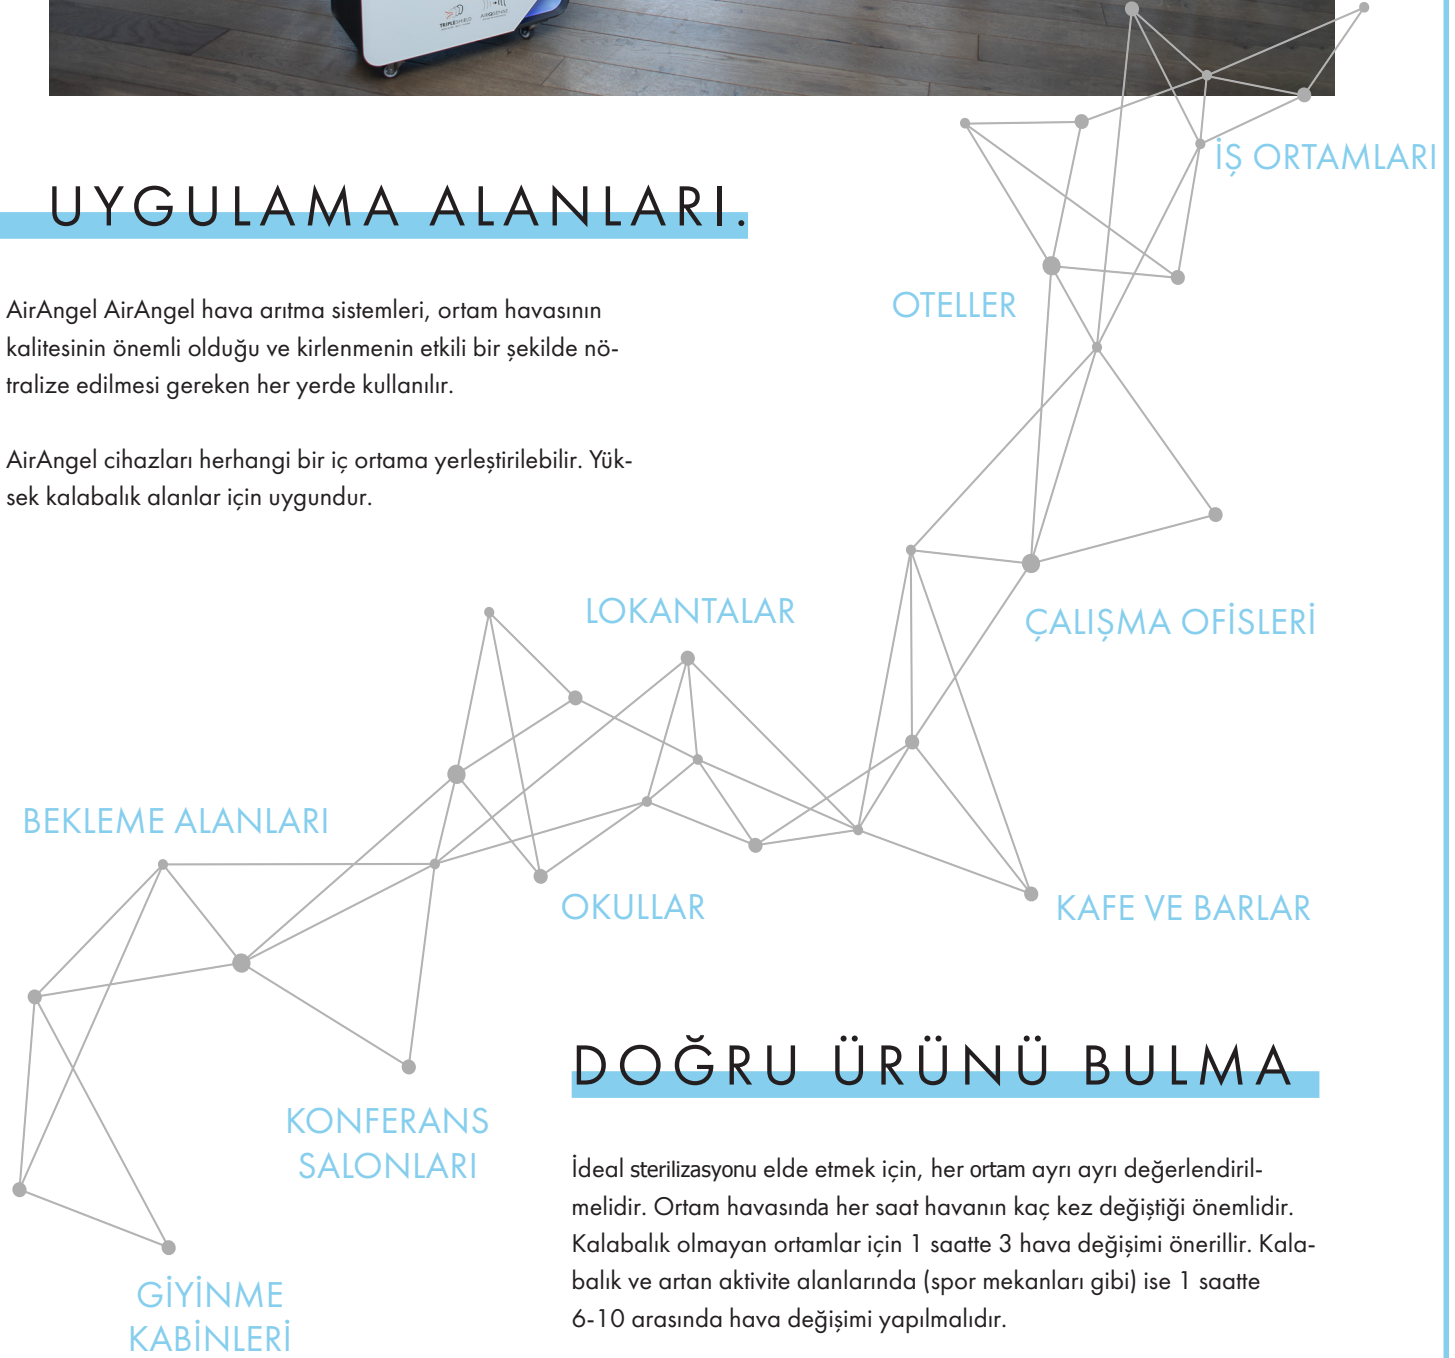 TRIPLESHIELD
İŞ ORTAMLARI
UYGULAMA ALANLARI.
AirAngel AirAngel hava arıtma sistemleri, ortam havasının
kalitesinin önemli olduğu ve kirlenmenin etkili bir şekilde nö-
tralize edilmesi gereken her yerde kullanılır.
OTELLER
AirAngel cihazları herhangi bir iç ortama yerleştirilebilir. Yük-
sek kalabalık alanlar için uygundur.
LOKANTALAR
ÇALIŞMA OFİSLERİ
BEKLEME ALANLARI
OKULLAR
KAFE VE BARLAR
DOĞRU ÜRÜNÜ BULMA
KONFERANS
SALONLARI
İdeal sterilizasyonu elde etmek için, her ortam ayrı ayrı değerlendiril-
melidir. Ortam havasında her saat havanın kaç kez değiştiği önemlidir.
Kalabalık olmayan ortamlar için 1 saatte 3 hava değişimi önerillir. Kala-
balık ve artan aktivite alanlarında (spor mekanları gibi) ise 1 saatte
6-10 arasında hava değişimi yapılmalıdır.
GİYİNME
KABİNLERİ